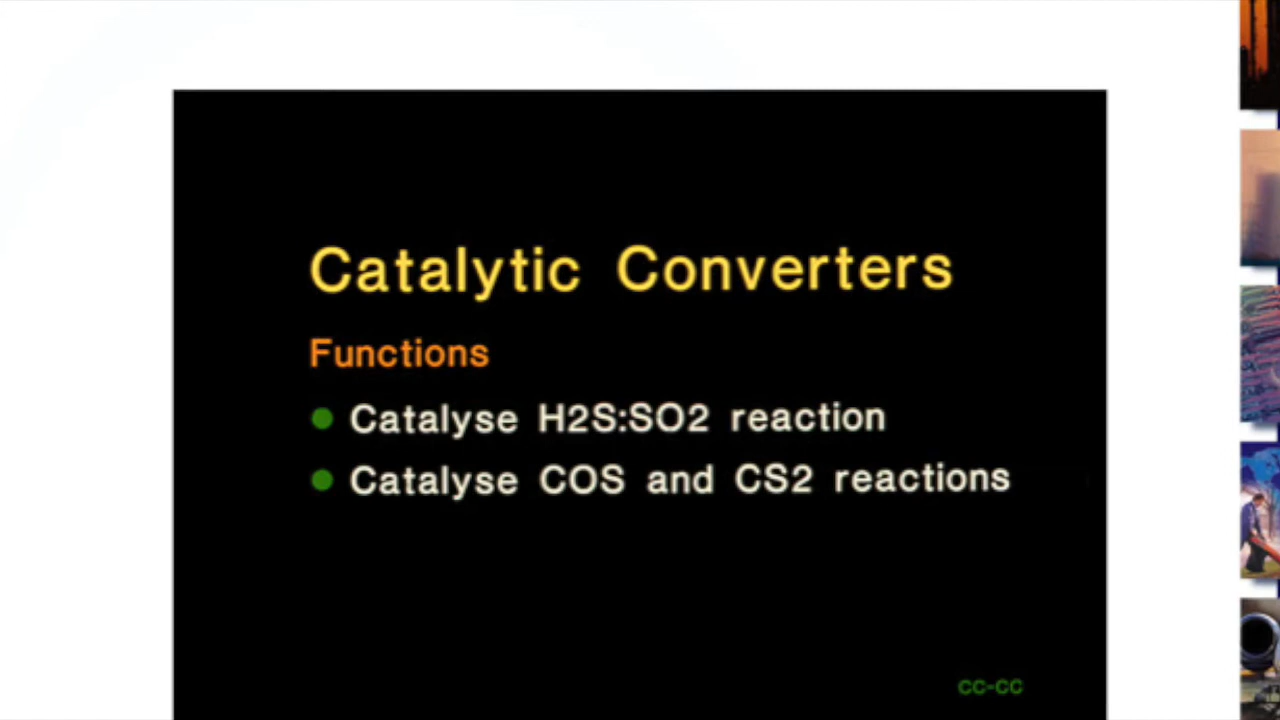 Catalytic Converters
Functions
Catalyse H2S:SO2 reaction
Catalyse COS and CS2 reactions
cc-cc